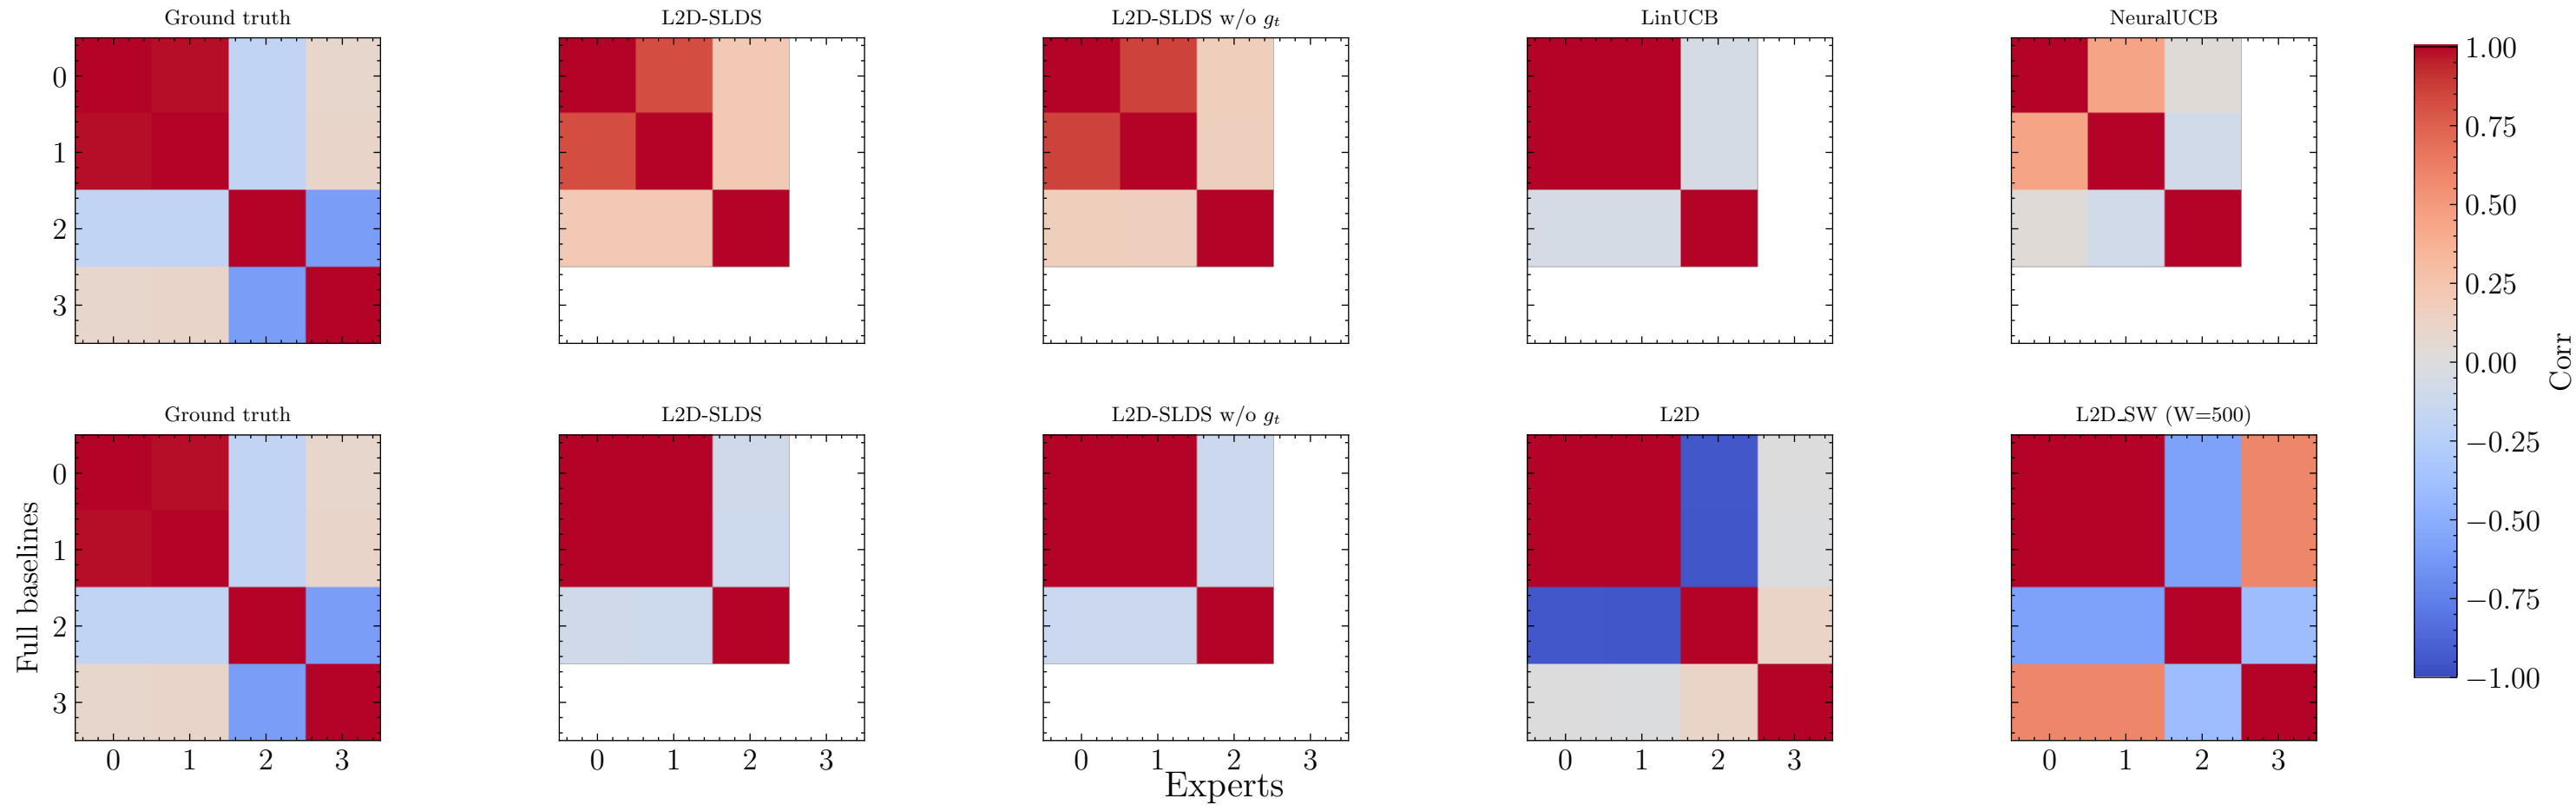 Ground truth
L2D-SLDS
L2D-SLDS w/o g_t
LinUCB
NeuralUCB
0
1
2
3
1.00
0.75
0.50
0.25
0.00
−0.25
−0.50
−0.75
−1.00
Corr
Ground truth
L2D-SLDS
L2D-SLDS w/o g_t
L2D
L2D_SW (W=500)
Full baselines
0
1
2
3
0 1 2 3
0 1 2 3
0 1 2 3
0 1 2 3
0 1 2 3
Experts